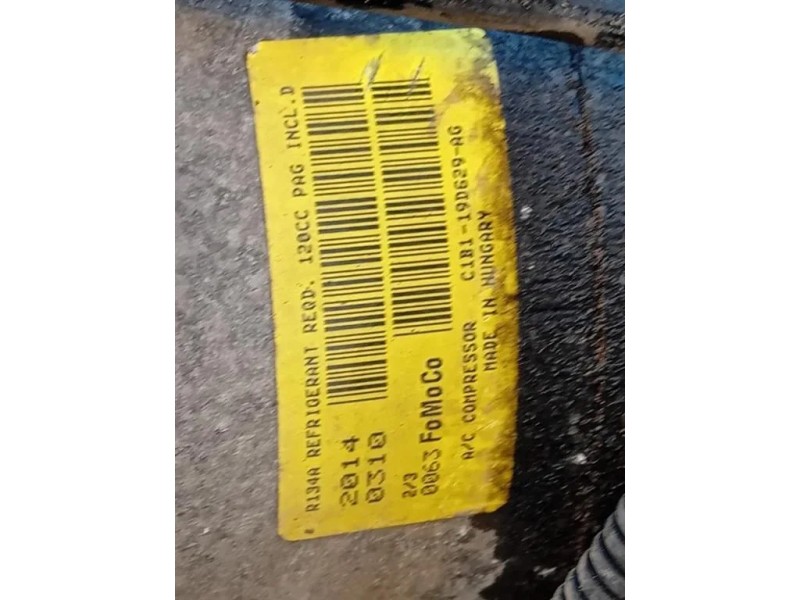 R134A REFRIGERANT REQD. 120CC PAG INCL.D
2014
0310
2/3
0063 FoMoCo
A/C COMPRESSOR C1B1-19D629-AG
MADE IN HUNGARY